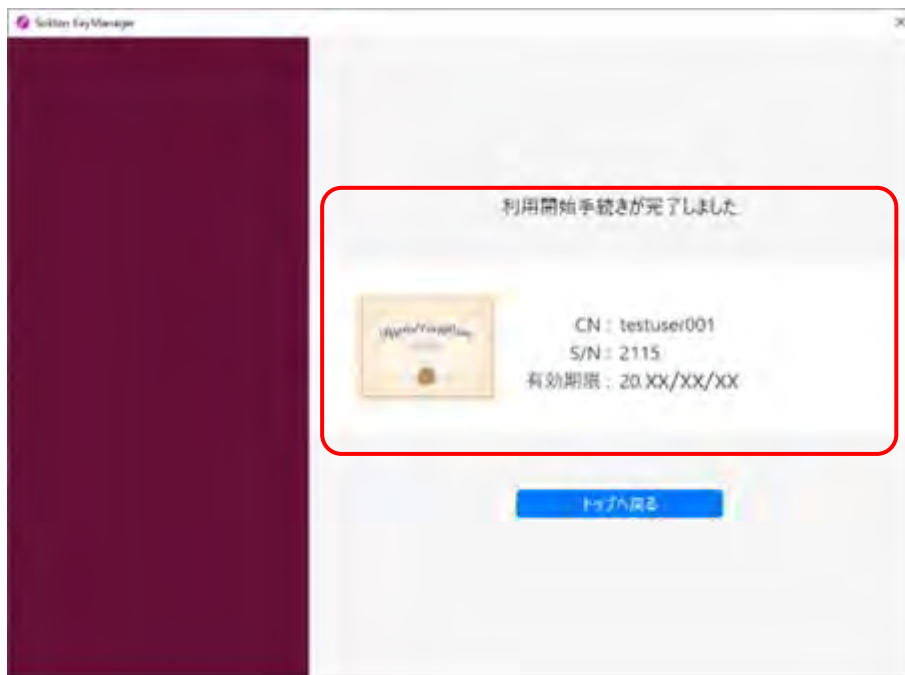 Soliton KeyManager
利用開始手続きが完了しました
CN : testuser001
S/N : 2115
有効期限 : 20.XX/XX/XX
トップへ戻る